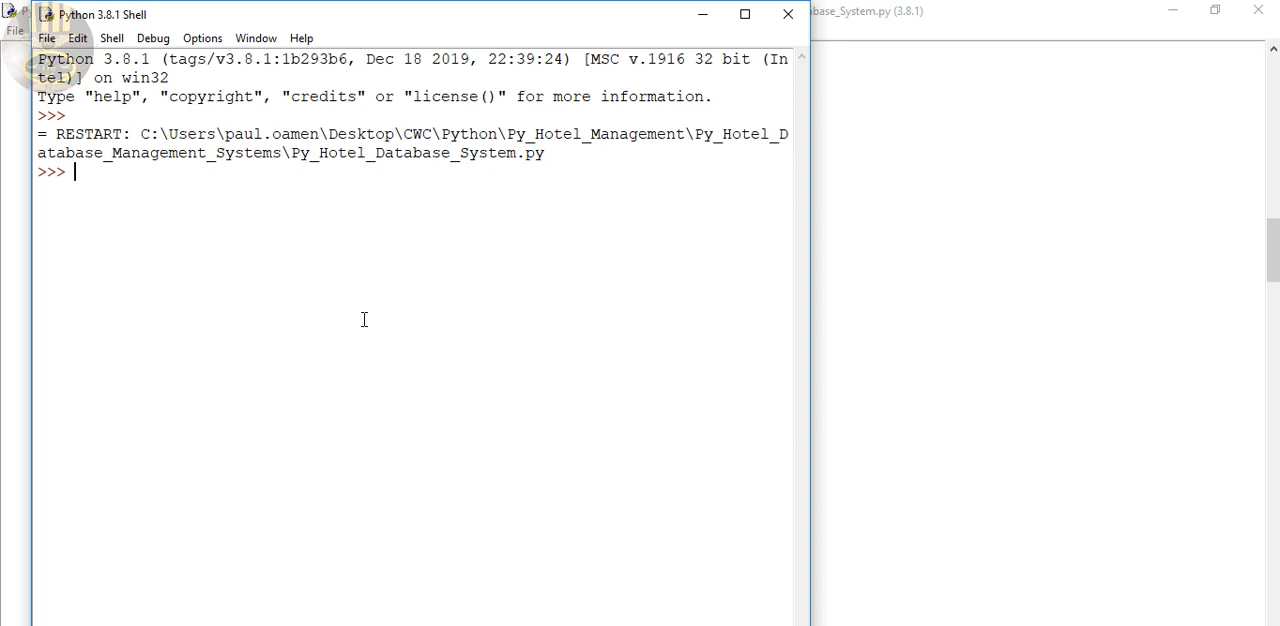 Python 3.8.1 Shell
base_System.py (3.8.1)
File
File Edit Shell Debug Options Window Help
Python 3.8.1 (tags/v3.8.1:1b293b6, Dec 18 2019, 22:39:24) [MSC v.1916 32 bit (In
tel)] on win32
Type "help", "copyright", "credits" or "license()" for more information.
>>>
= RESTART: C:\Users\paul.oamen\Desktop\CWC\Python\Py_Hotel_Management\Py_Hotel_D
atabase_Management_Systems\Py_Hotel_Database_System.py
>>>